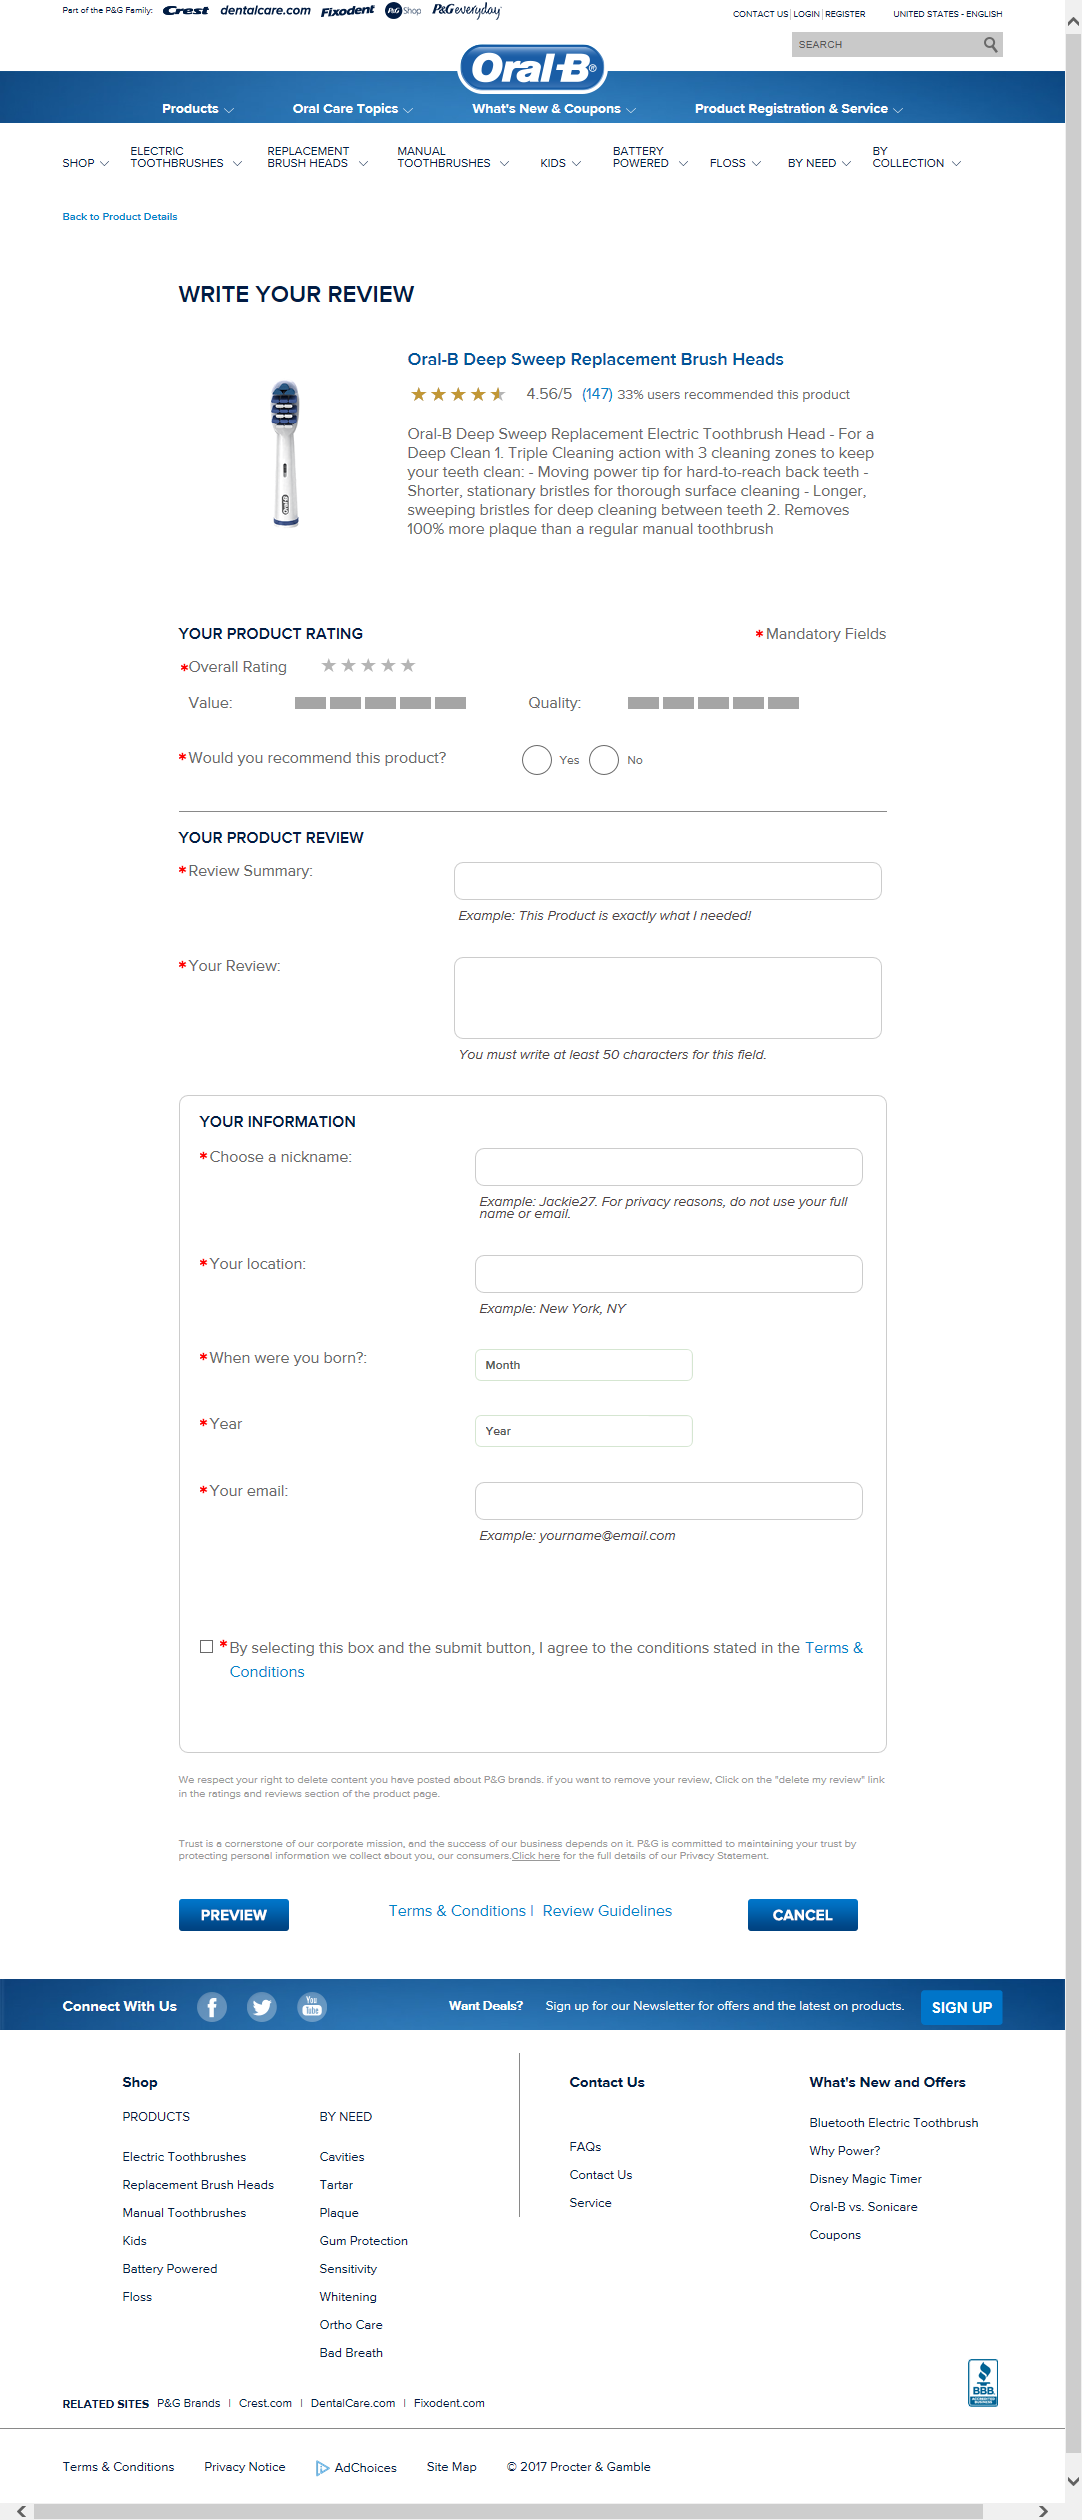 Part of the P&G Family: Crest dentalcare.com Fixodent P&G Shop P&G everyday
CONTACT US | LOGIN | REGISTER UNITED STATES - ENGLISH
SEARCH
Oral-B®
Products What's New & Coupons Oral Care Topics Product Registration & Service
SHOP ELECTRIC TOOTHBRUSHES REPLACEMENT BRUSH HEADS MANUAL TOOTHBRUSHES KIDS BATTERY POWERED FLOSS BY NEED BY COLLECTION
Back to Product Details
WRITE YOUR REVIEW
Oral-B Deep Sweep Replacement Brush Heads
4.56/5 (147) 33% users recommended this product
Oral-B Deep Sweep Replacement Electric Toothbrush Head - For a
Deep Clean 1. Triple Cleaning action with 3 cleaning zones to keep
your teeth clean: - Moving power tip for hard-to-reach back teeth -
Shorter, stationary bristles for thorough surface cleaning - Longer,
sweeping bristles for deep cleaning between teeth 2. Removes
100% more plaque than a regular manual toothbrush
Oral-B
YOUR PRODUCT RATING
*Mandatory Fields
*Overall Rating
Value: Quality:
*Would you recommend this product? Yes No
YOUR PRODUCT REVIEW
*Review Summary:
Example: This Product is exactly what I needed!
*Your Review:
You must write at least 50 characters for this field.
YOUR INFORMATION
*Choose a nickname:
Example: Jackie27. For privacy reasons, do not use your full
name or email.
*Your location:
Example: New York, NY
*When were you born?: Month
*Year Year
*Your email:
Example: yourname@email.com
*By selecting this box and the submit button, I agree to the conditions stated in the Terms &
Conditions
We respect your right to delete content you have posted about P&G brands. if you want to remove your review, Click on the "delete my review" link
in the ratings and reviews section of the product page.
Trust is a cornerstone of our corporate mission, and the success of our business depends on it. P&G is committed to maintaining your trust by
protecting personal information we collect about you, our consumers.Click here for the full details of our Privacy Statement.
PREVIEW Terms & Conditions | Review Guidelines CANCEL
Connect With Us You Tube Want Deals? Sign up for our Newsletter for offers and the latest on products. SIGN UP
Shop
PRODUCTS
Electric Toothbrushes
Replacement Brush Heads
Manual Toothbrushes
Kids
Battery Powered
Floss
BY NEED
Cavities
Tartar
Plaque
Gum Protection
Sensitivity
Whitening
Ortho Care
Bad Breath
Contact Us
FAQs
Contact Us
Service
What's New and Offers
Bluetooth Electric Toothbrush
Why Power?
Disney Magic Timer
Oral-B vs. Sonicare
Coupons
BBB
ACCREDITED
BUSINESS
RELATED SITES P&G Brands | Crest.com | DentalCare.com | Fixodent.com
Terms & Conditions Privacy Notice AdChoices Site Map © 2017 Procter & Gamble